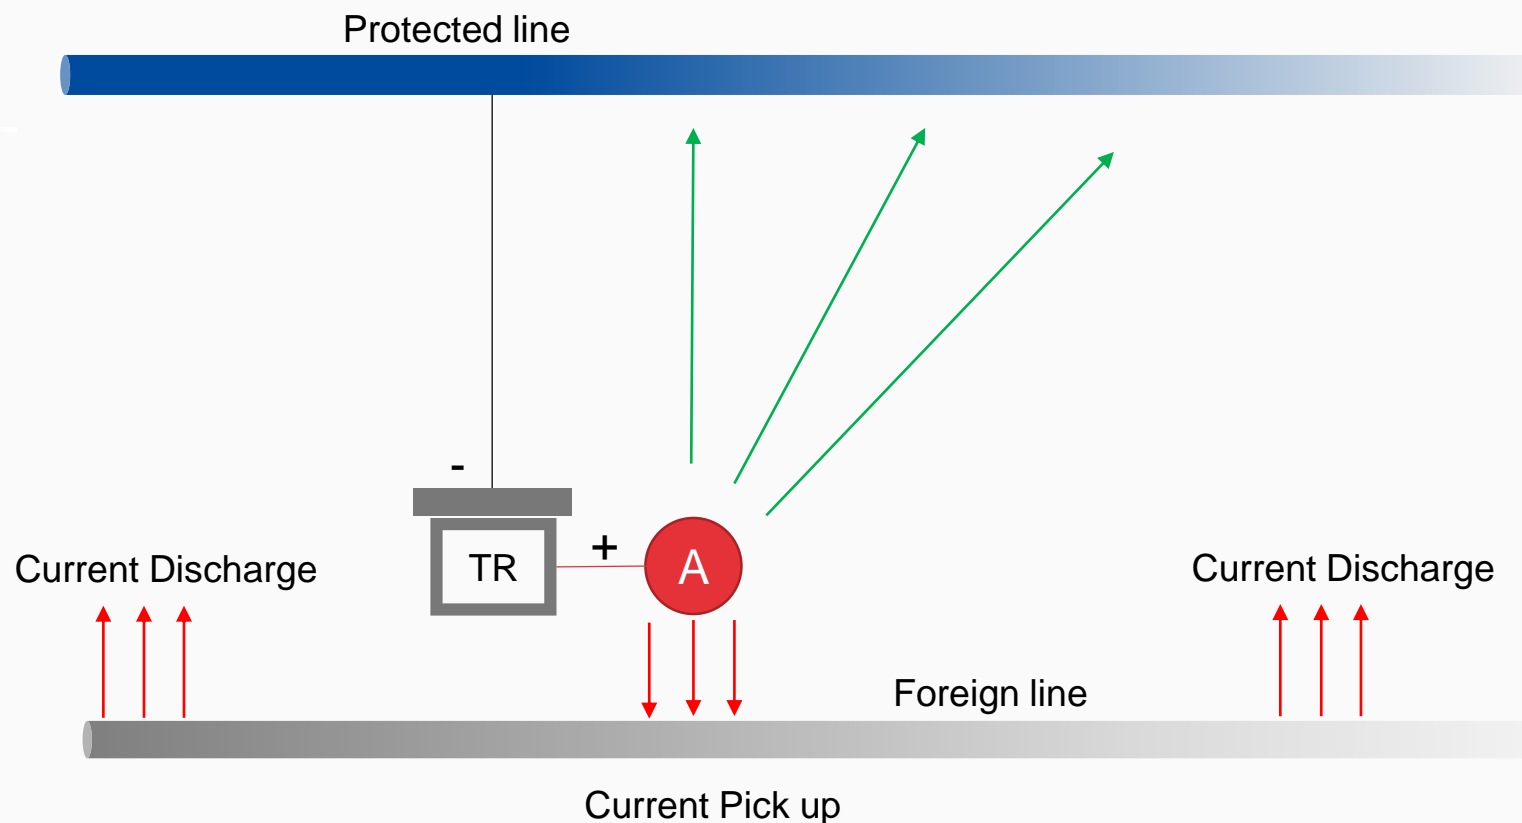 Protected line
-
TR
+
A
Current Discharge
Current Discharge
Foreign line
Current Pick up